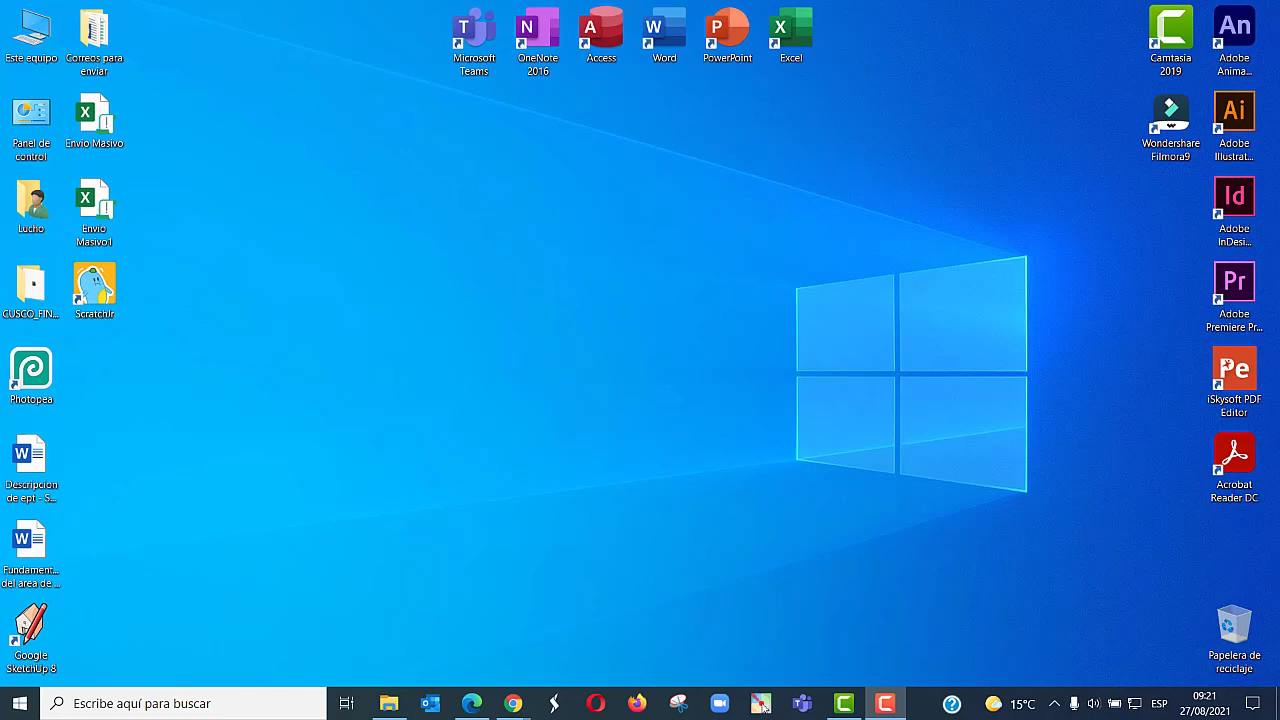 Este equipo
Correos para
enviar
Panel de
control
Envio Masivo
Lucho
Envio
Masivo1
CUSCO_FIN...
ScratchJr
Photopea
Descripcion
de ept - S...
Fundament...
del area de ...
Google
SketchUp 8
Microsoft
Teams
OneNote
2016
Access
Word
PowerPoint
Excel
Camtasia
2019
Adobe
Anima...
Wondershare
Filmora9
Adobe
Illustrat...
Adobe
InDesi...
Adobe
Premiere Pr...
iSkysoft PDF
Editor
Acrobat
Reader DC
Papelera de
reciclaje
Escribe aquí para buscar
15°C
ESP
09:21
27/08/2021